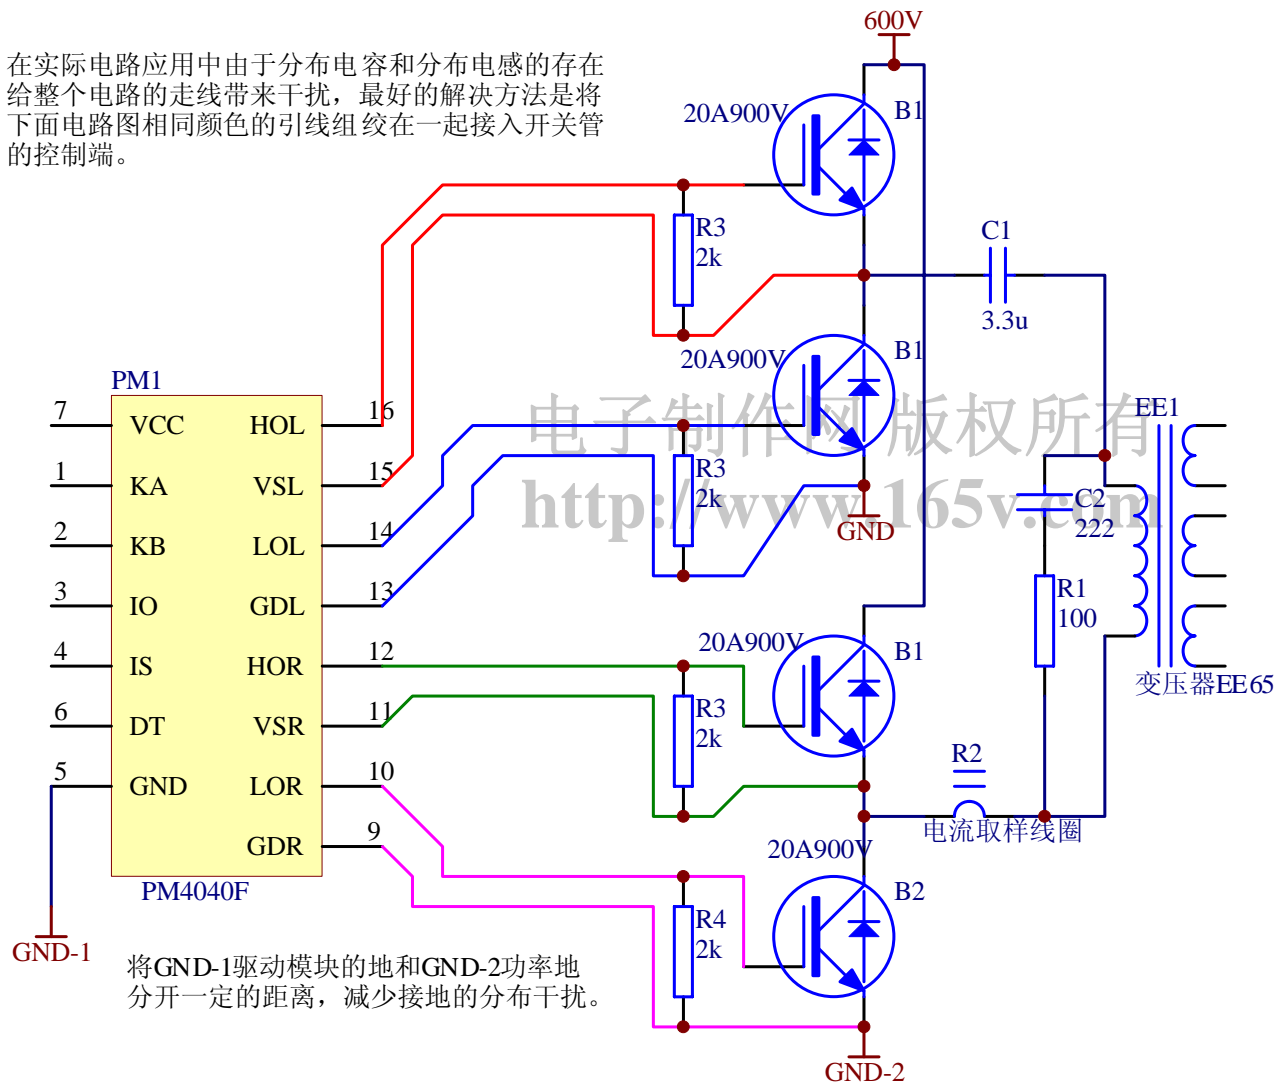 600V
在实际电路应用中由于分布电容和分布电感的存在
给整个电路的走线带来干扰，最好的解决方法是将
下面电路图相同颜色的引线组绞在一起接入开关管
的控制端。
20A900V
B1
R3
2k
C1
3.3u
20A900V
B1
PM1
电子制作网 版权所有
http://www.165v.com
EE1
7
VCC
HOL
16
1
KA
VSL
15
R3
2k
C2
222
GND
2
KB
LOL
14
3
IO
GDL
13
R1
100
4
IS
HOR
12
20A900V
B1
变压器EE65
6
DT
VSR
11
R3
2k
5
GND
LOR
10
R2
电流取样线圈
GDR
9
20A900V
B2
PM4040F
R4
2k
GND-1
将GND-1驱动模块的地和GND-2功率地
分开一定的距离，减少接地的分布干扰。
GND-2